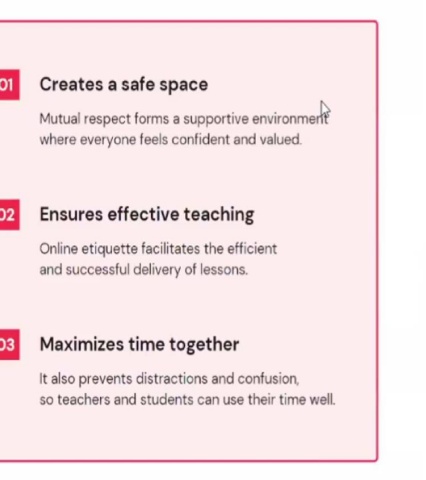 01
Creates a safe space
Mutual respect forms a supportive environment
where everyone feels confident and valued.
02
Ensures effective teaching
Online etiquette facilitates the efficient
and successful delivery of lessons.
03
Maximizes time together
It also prevents distractions and confusion,
so teachers and students can use their time well.